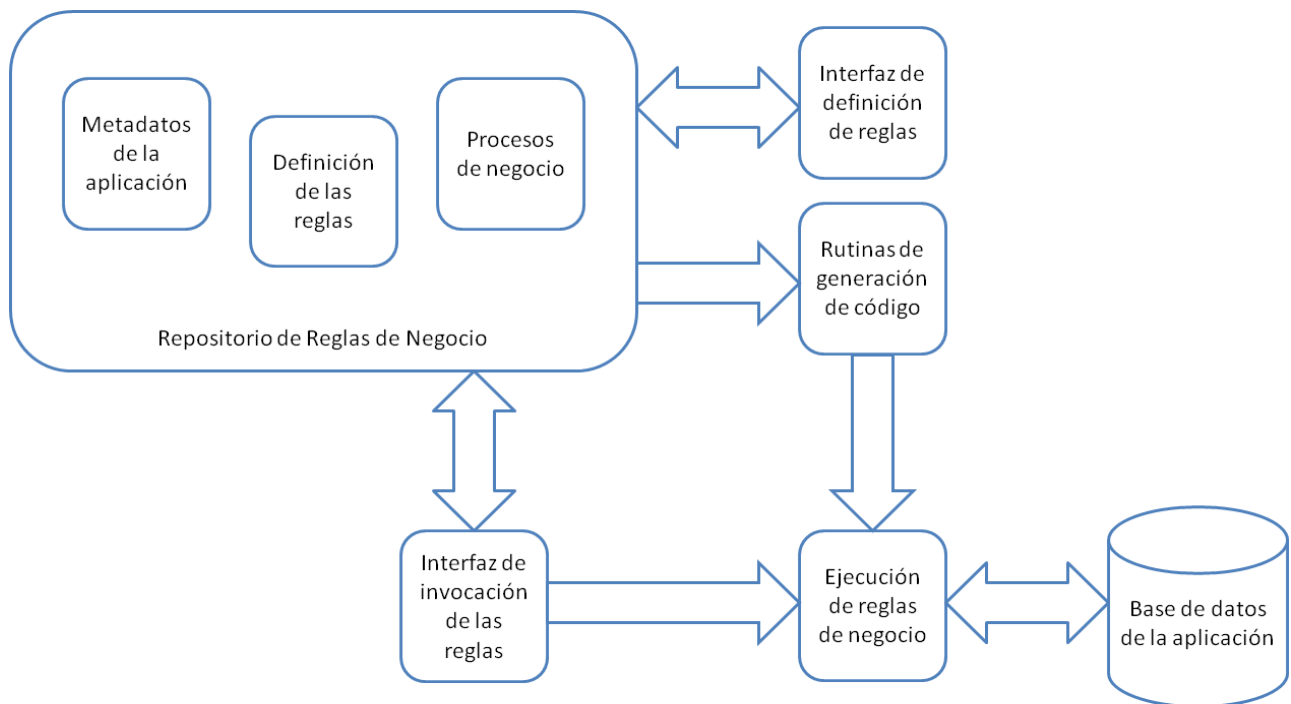 Metadatos
de la
aplicación
Definición
de las
reglas
Procesos
de negocio
Repositorio de Reglas de Negocio
Interfaz de
definición
de reglas
Rutinas de
generación
de código
Interfaz de
invocación
de las
reglas
Ejecución
de reglas
de negocio
Base de datos
de la aplicación